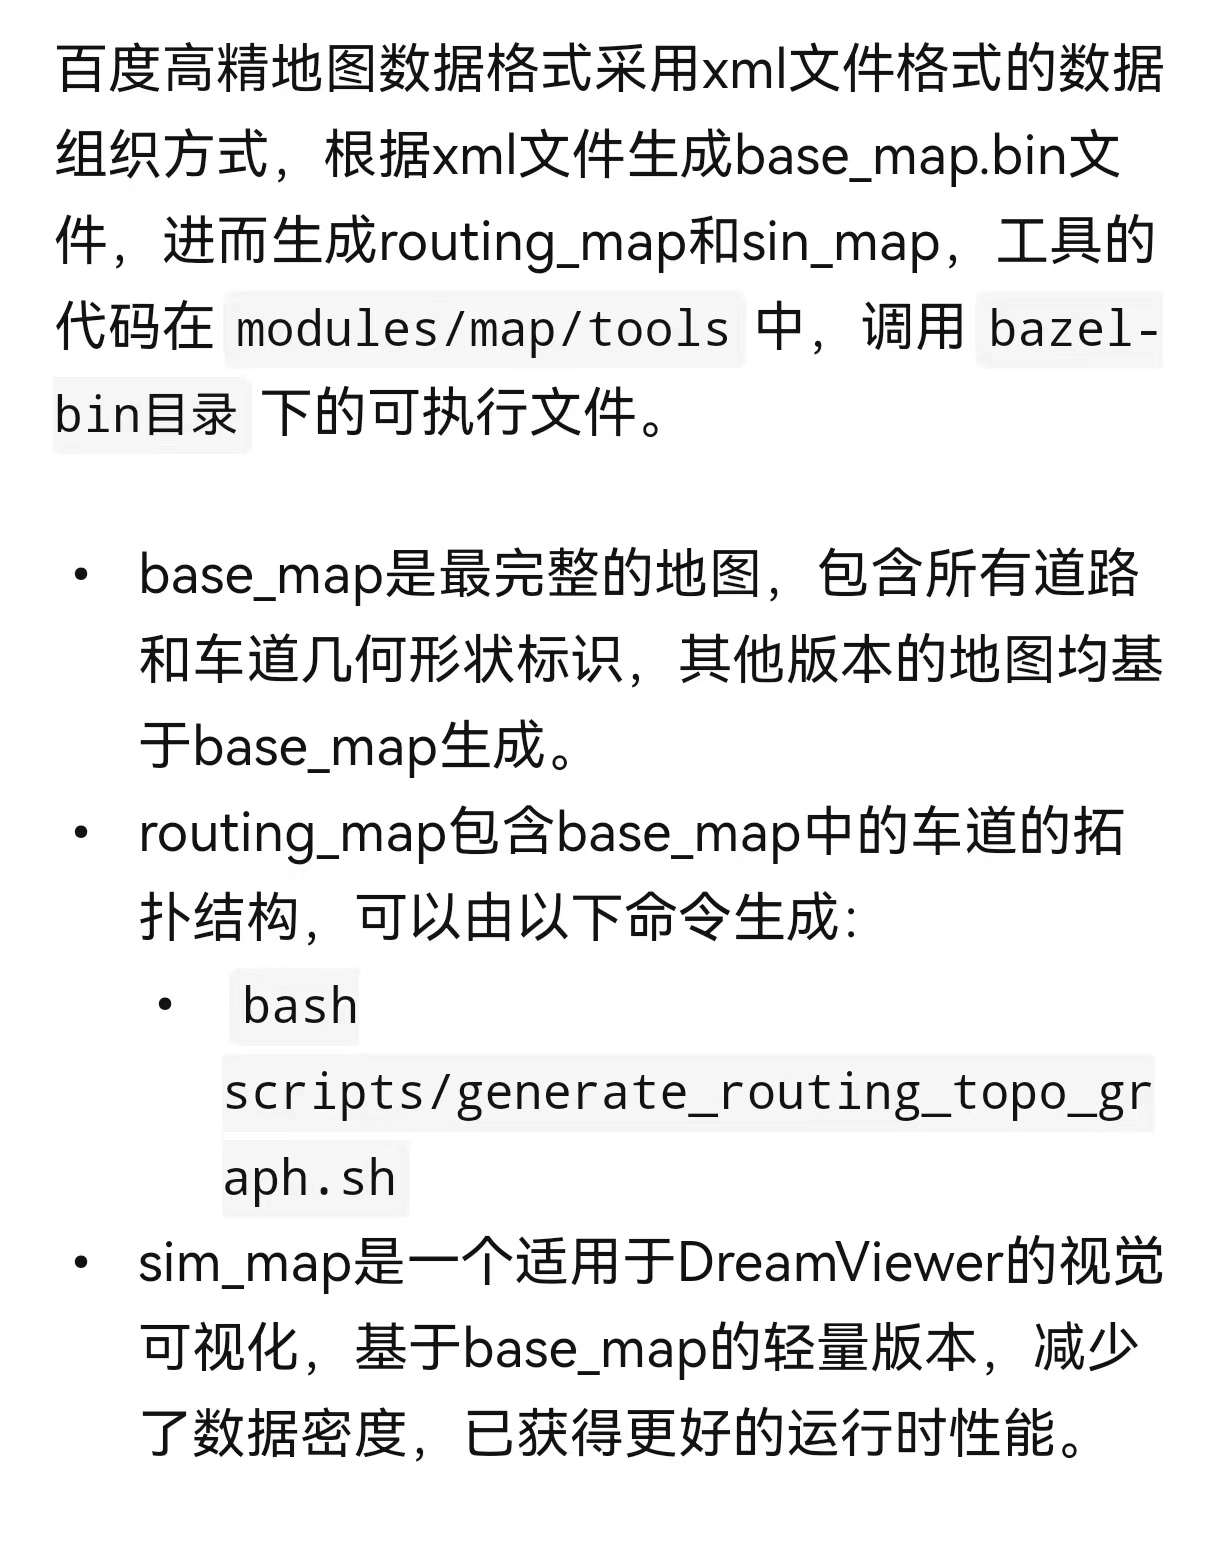 百度高精地图数据格式采用xml文件格式的数据
组织方式，根据xml文件生成base_map.bin文
件，进而生成routing_map和sin_map，工具的
代码在 modules/map/tools 中，调用 bazel-
bin目录 下的可执行文件。
• base_map是最完整的地图，包含所有道路
和车道几何形状标识，其他版本的地图均基
于base_map生成。
• routing_map包含base_map中的车道的拓
扑结构，可以由以下命令生成：
• bash
scripts/generate_routing_topo_gr
aph.sh
• sim_map是一个适用于DreamViewer的视觉
可视化，基于base_map的轻量版本，减少
了数据密度，已获得更好的运行时性能。